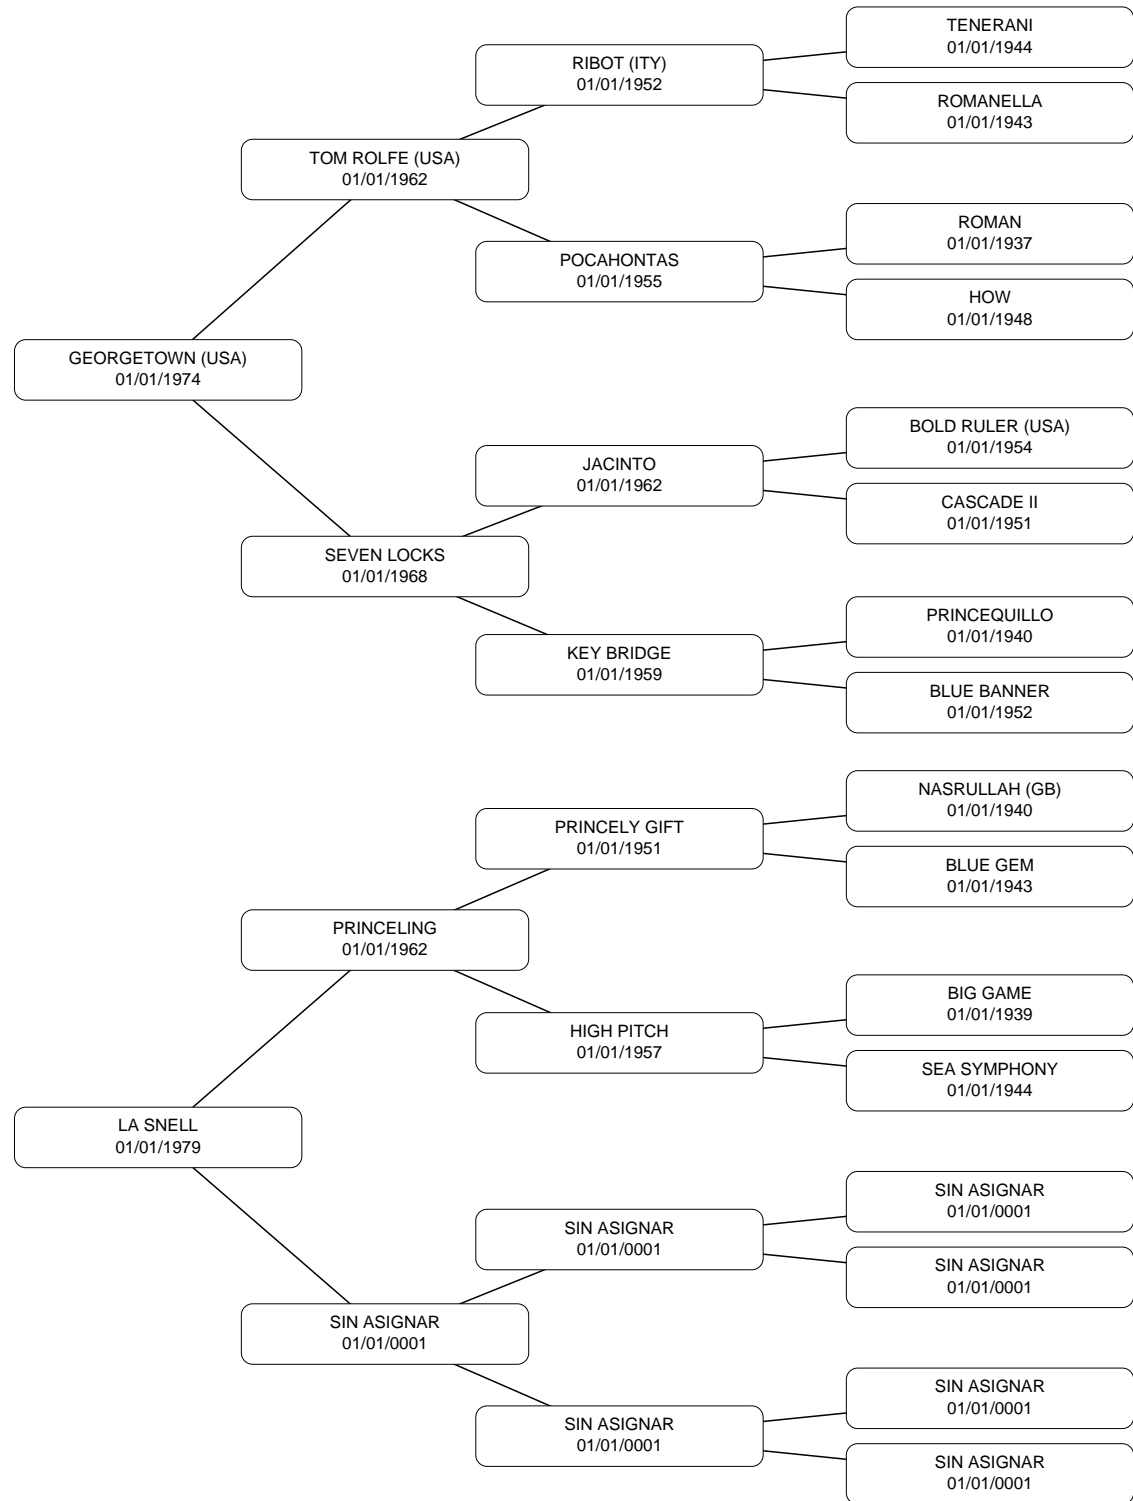 TENERANI
01/01/1944
RIBOT (ITY)
01/01/1952
ROMANELLA
01/01/1943
TOM ROLFE (USA)
01/01/1962
ROMAN
01/01/1937
POCAHONTAS
01/01/1955
HOW
01/01/1948
GEORGETOWN (USA)
01/01/1974
BOLD RULER (USA)
01/01/1954
JACINTO
01/01/1962
CASCADE II
01/01/1951
SEVEN LOCKS
01/01/1968
PRINCEQUILLO
01/01/1940
KEY BRIDGE
01/01/1959
BLUE BANNER
01/01/1952
NASRULLAH (GB)
01/01/1940
PRINCELY GIFT
01/01/1951
BLUE GEM
01/01/1943
PRINCELING
01/01/1962
BIG GAME
01/01/1939
HIGH PITCH
01/01/1957
SEA SYMPHONY
01/01/1944
LA SNELL
01/01/1979
SIN ASIGNAR
01/01/0001
SIN ASIGNAR
01/01/0001
SIN ASIGNAR
01/01/0001
SIN ASIGNAR
01/01/0001
SIN ASIGNAR
01/01/0001
SIN ASIGNAR
01/01/0001
SIN ASIGNAR
01/01/0001